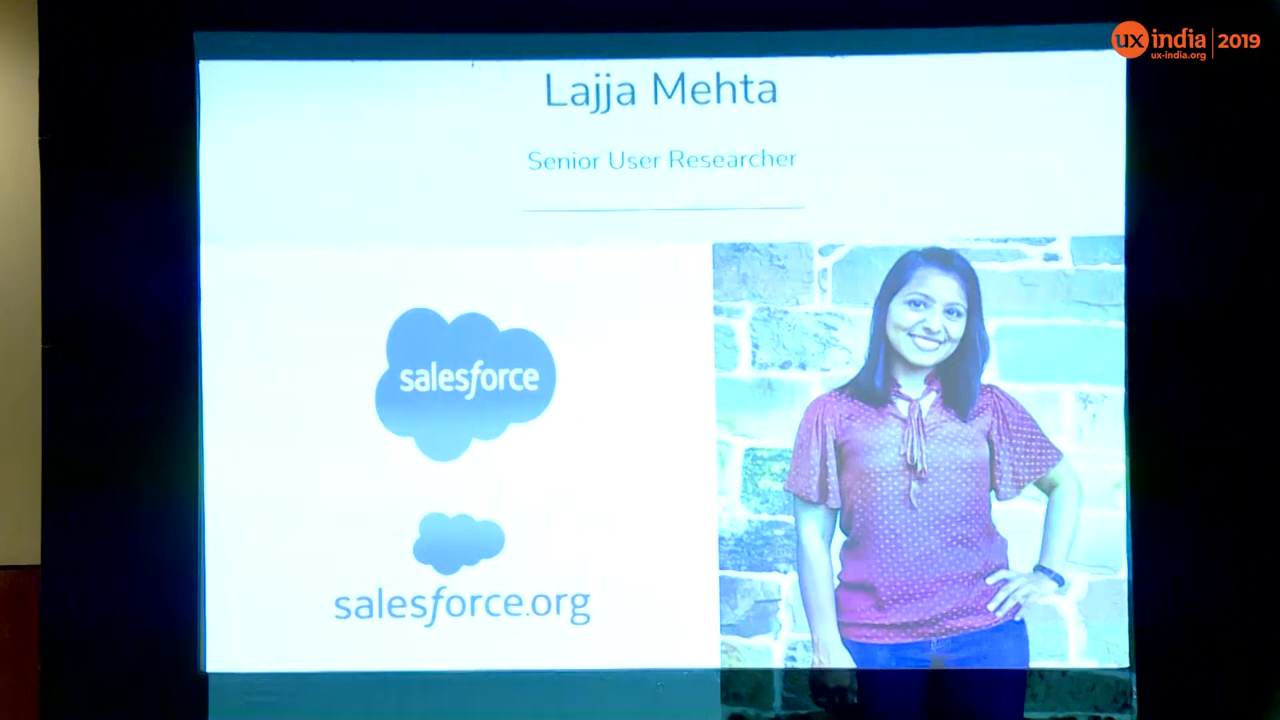 ux india | 2019
ux-india.org
Lajja Mehta
Senior User Researcher
salesforce
salesforce.org